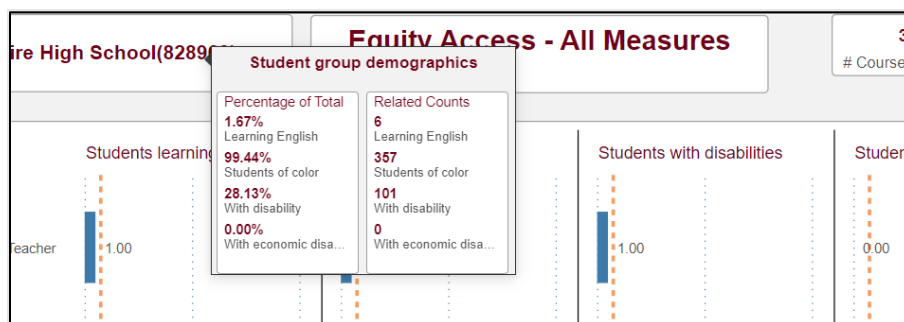 ire High School(8289
Equity Access - All Measures
3
# Course
Student group demographics
Percentage of Total
1.67%
Learning English
99.44%
Students of color
28.13%
With disability
0.00%
With economic disa...
Related Counts
6
Learning English
357
Students of color
101
With disability
0
With economic disa...
Students learning
Students with disabilities
Studen
Teacher
1.00
1.00
0.00